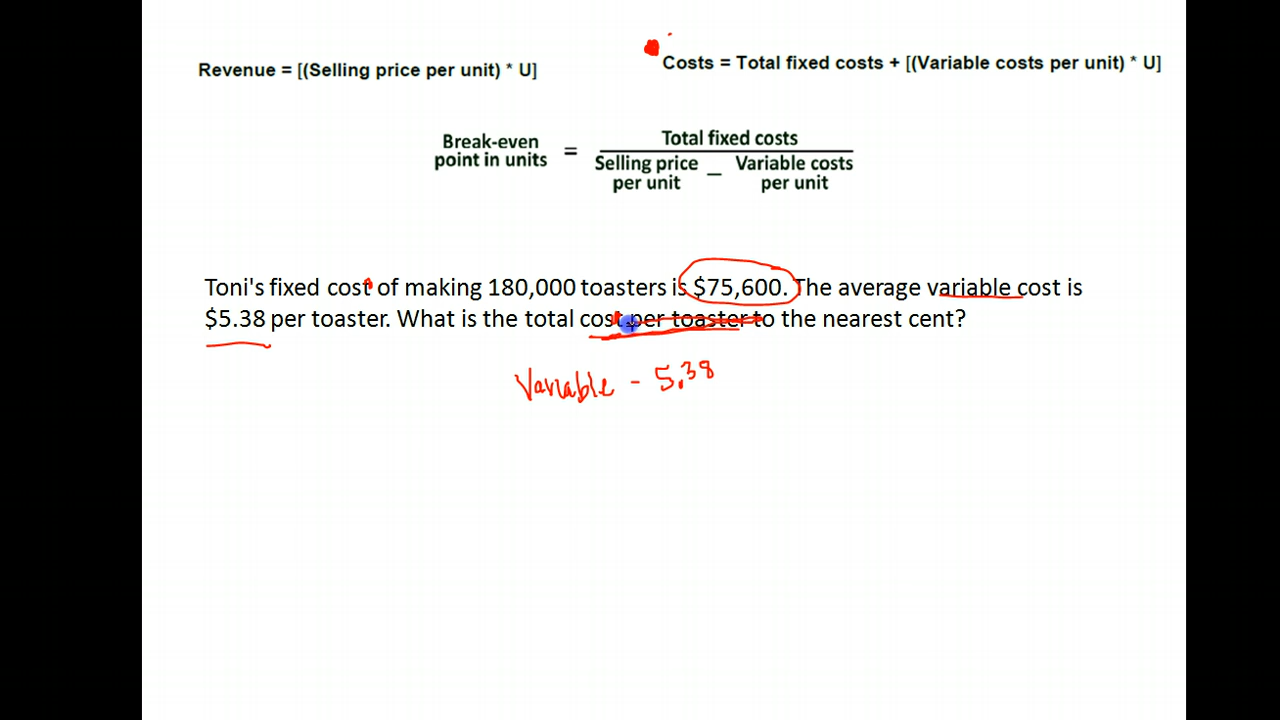 Revenue = [(Selling price per unit) * U]
Costs = Total fixed costs + [(Variable costs per unit) * U]
Break-even point in units = Total fixed costs
Selling price per unit – Variable costs per unit
Toni's fixed cost of making 180,000 toasters is $75,600. The average variable cost is
$5.38 per toaster. What is the total cost per toaster to the nearest cent?
Variable - 5.38